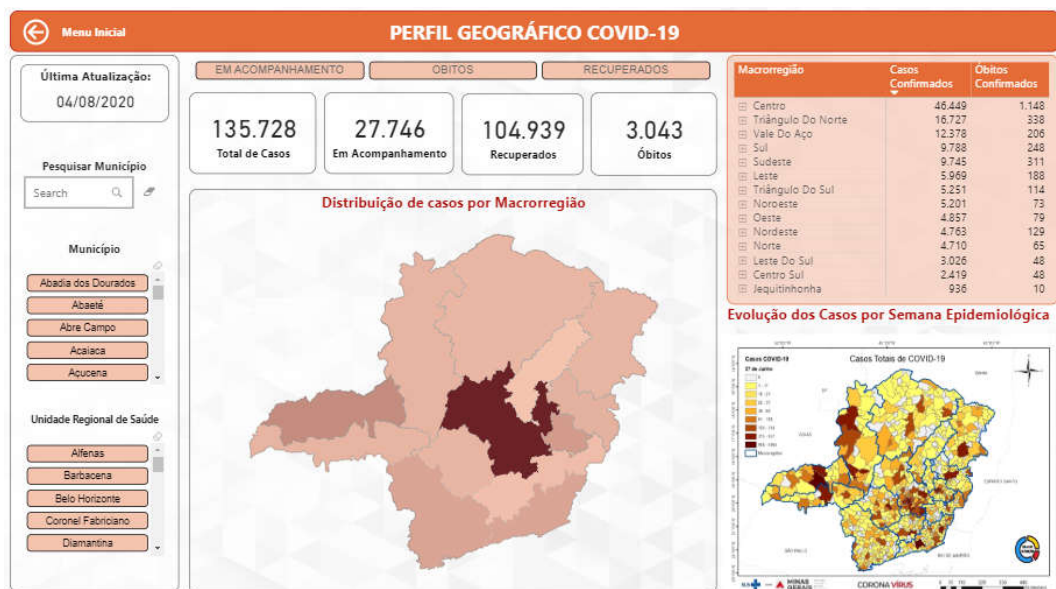 Menu Inicial
PERFIL GEOGRÁFICO COVID-19
Última Atualização:
04/08/2020
Pesquisar Município
Search
Município
Abadia dos Dourados
Abaeté
Abre Campo
Acaiaca
Açucena
Unidade Regional de Saúde
Alfenas
Barbacena
Belo Horizonte
Coronel Fabriciano
Diamantina
EM ACOMPANHAMENTO
OBITOS
RECUPERADOS
135.728
Total de Casos
27.746
Em Acompanhamento
104.939
Recuperados
3.043
Óbitos
Distribuição de casos por Macrorregião
Macrorregião Casos Confirmados Óbitos Confirmados
Centro 46.449 1.148
Triângulo Do Norte 16.727 338
Vale Do Aço 12.378 206
Sul 9.788 248
Sudeste 9.745 311
Leste 5.969 188
Triângulo Do Sul 5.251 114
Noroeste 5.201 73
Oeste 4.857 79
Nordeste 4.763 129
Norte 4.710 65
Leste Do Sul 3.026 48
Centro Sul 2.419 48
Jequitinhonha 936 10
Evolução dos Casos por Semana Epidemiológica
Casos COVID-19
Casos Totais de COVID-19
MINAS GERAIS
CORONA VÍRUS